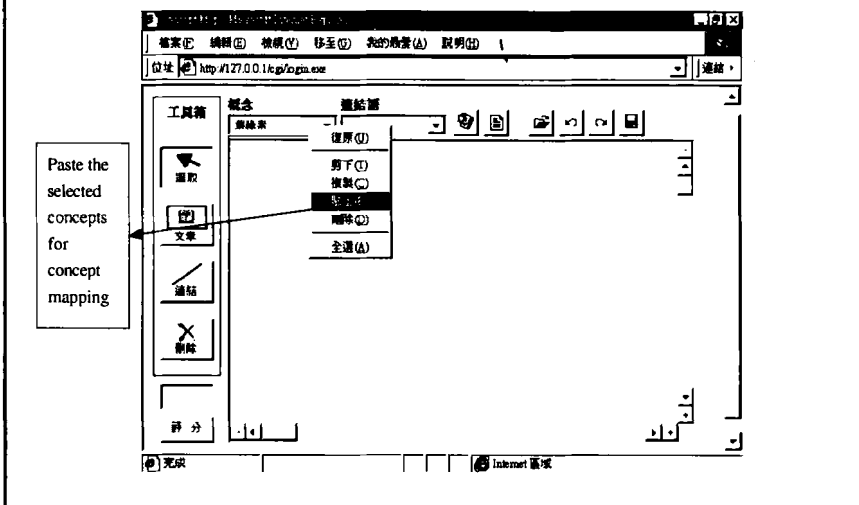 檔案(F) 編輯(E) 檢視(V) 移至(G) 我的最愛(A) 說明(H)
位址 http://127.0.0.1/cgi/login.exe 連結
工具箱 概念 連結語
葉綠素
復原(U)
剪下(T)
複製(C)
刪除(D)
全選(A)
選取
文章
連結
刪除
評 分
Paste the
selected
concepts
for
concept
mapping
完成 Internet 區域